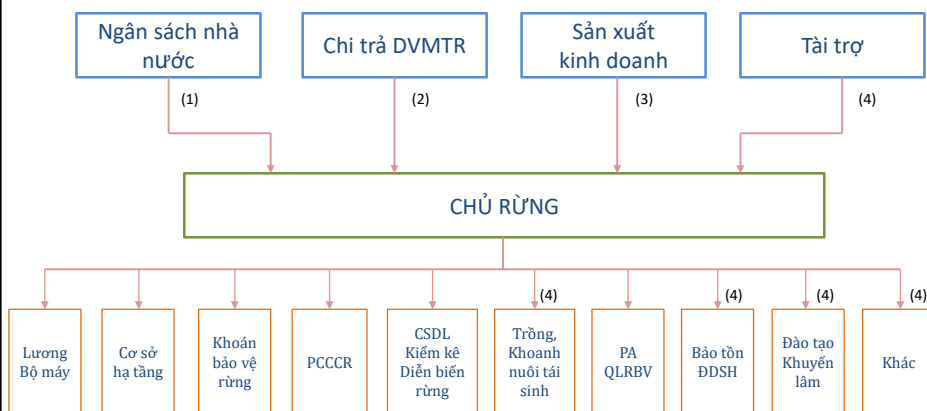 Ngân sách nhà
nước
Chi trả DVMTR
Sản xuất
kinh doanh
Tài trợ
(1)
(2)
(3)
(4)
CHỦ RỪNG
(4)
(4)
(4)
(4)
Lương
Bộ máy
Cơ sở
hạ tầng
Khoán
bảo vệ
rừng
PCCCR
CSDL
Kiểm kê
Diễn biến
rừng
Trồng,
Khoanh
nuôi tái
sinh
PA
QLRBV
Bảo tồn
ĐDSH
Đào tạo
Khuyến
lâm
Khác